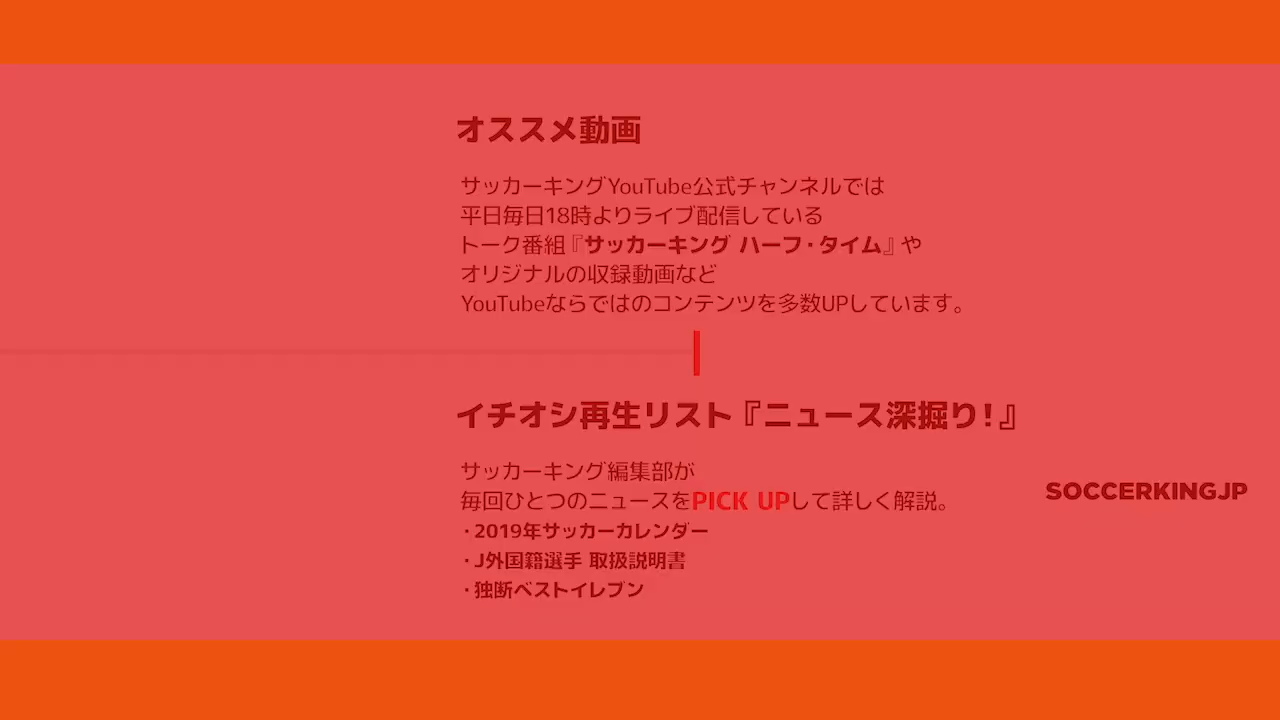 オススメ動画
サッカーキングYouTube公式チャンネルでは
平日毎日18時よりライブ配信している
トーク番組『サッカーキング ハーフ・タイム』や
オリジナルの収録動画など
YouTubeならではのコンテンツを多数UPしています。
イチオシ再生リスト『ニュース深掘り!』
サッカーキング編集部が
毎回ひとつのニュースをPICK UPして詳しく解説。
・2019年サッカーカレンダー
・J外国籍選手 取扱説明書
・独断ベストイレブン
SOCCERKINGJP